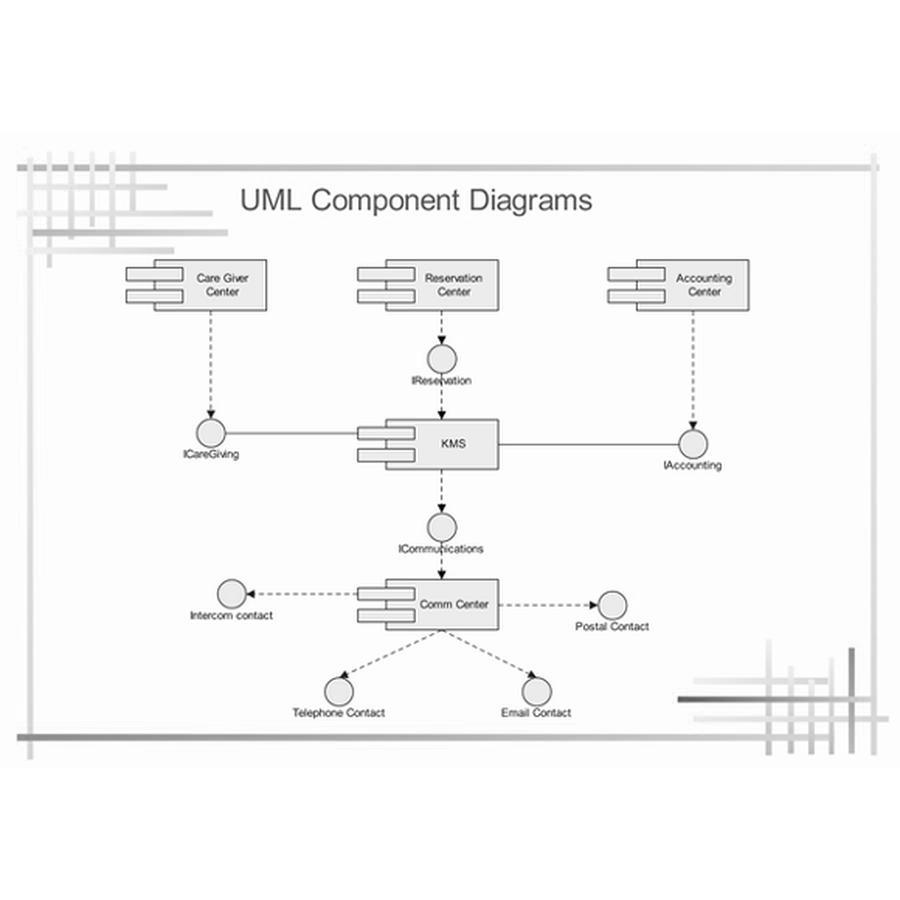 UML Component Diagrams
Care Giver
Center
Reservation
Center
Accounting
Center
IReservation
KMS
ICareGiving
IAccounting
ICommunications
Comm Center
Intercom contact
Postal Contact
Telephone Contact
Email Contact